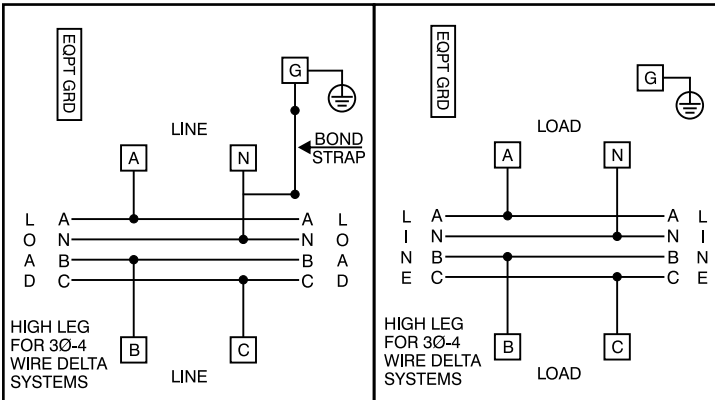 EQPT GRD
G
LINE
BOND
STRAP
A
N
L
O
A
D
A
N
B
C
A
N
B
C
L
O
A
D
HIGH LEG
FOR 3Ø-4
WIRE DELTA
SYSTEMS
B
C
LINE
EQPT GRD
G
LOAD
A
N
L
I
N
E
A
N
B
C
A
N
B
C
L
I
N
E
HIGH LEG
FOR 3Ø-4
WIRE DELTA
SYSTEMS
B
C
LOAD